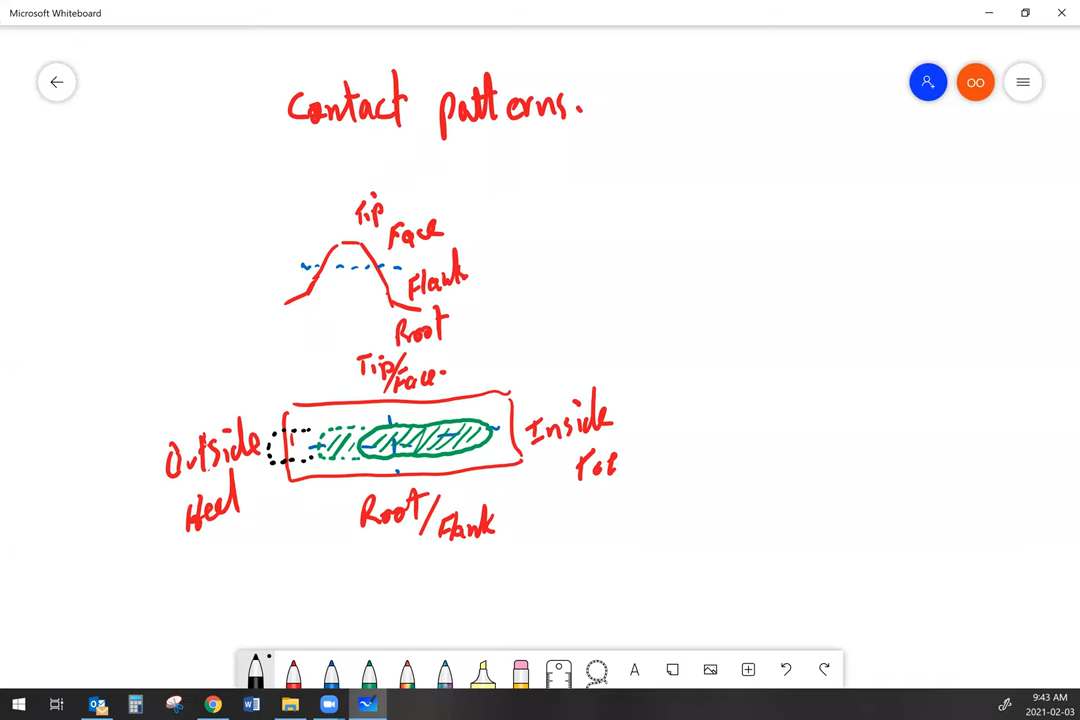 Microsoft Whiteboard
OO
Contact patterns.
Tip
Face
Flank
Root
Tip/Face.
Outside
Heel
Inside
Toe
Root/Flank
A
9:43 AM
2021-02-03